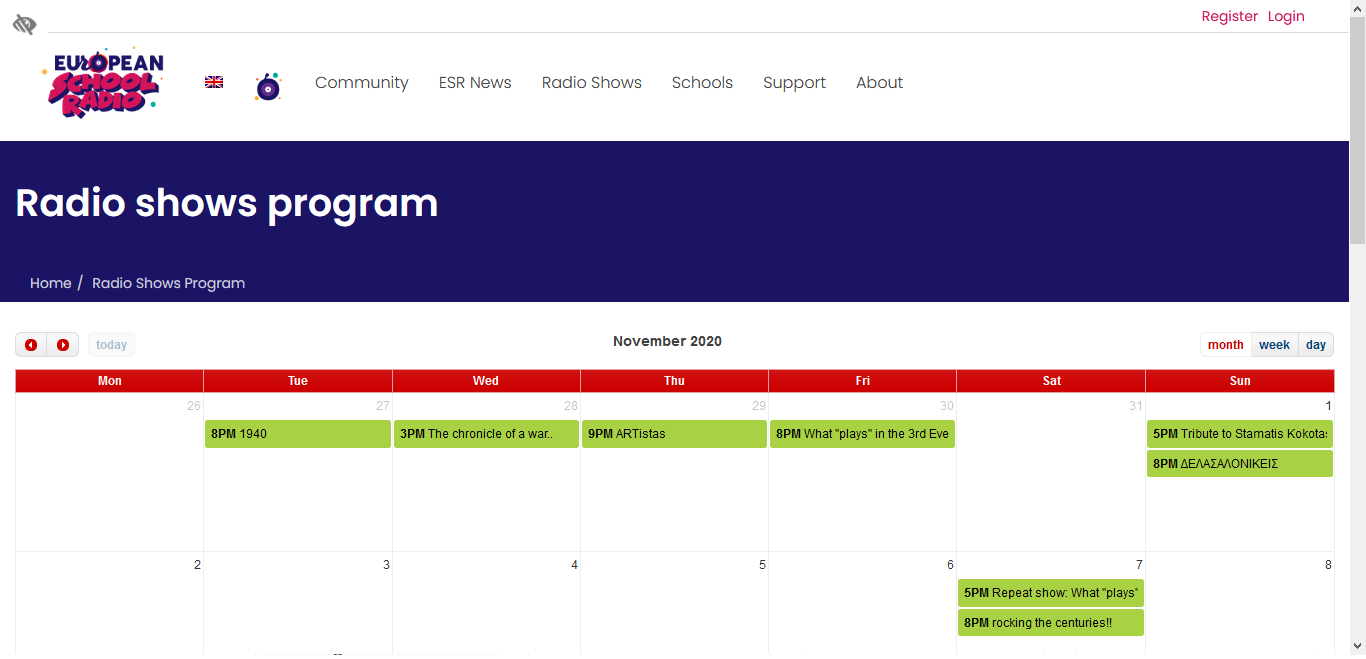 Register Login
EUROPEAN
SCHOOL
RADIO
Community ESR News Radio Shows Schools Support About
Radio shows program
Home / Radio Shows Program
today November 2020 month week day
Mon Tue Wed Thu Fri Sat Sun
26 27 28 29 30 31 1
8PM 1940 3PM The chronicle of a war.. 9PM ARTistas 8PM What "plays" in the 3rd Eve 5PM Tribute to Stamatis Kokotas
8PM ΔΕΛΑΣΑΛΟΝΙΚΕΙΣ
2 3 4 5 6 7 8
5PM Repeat show: What "plays"
8PM rocking the centuries!!